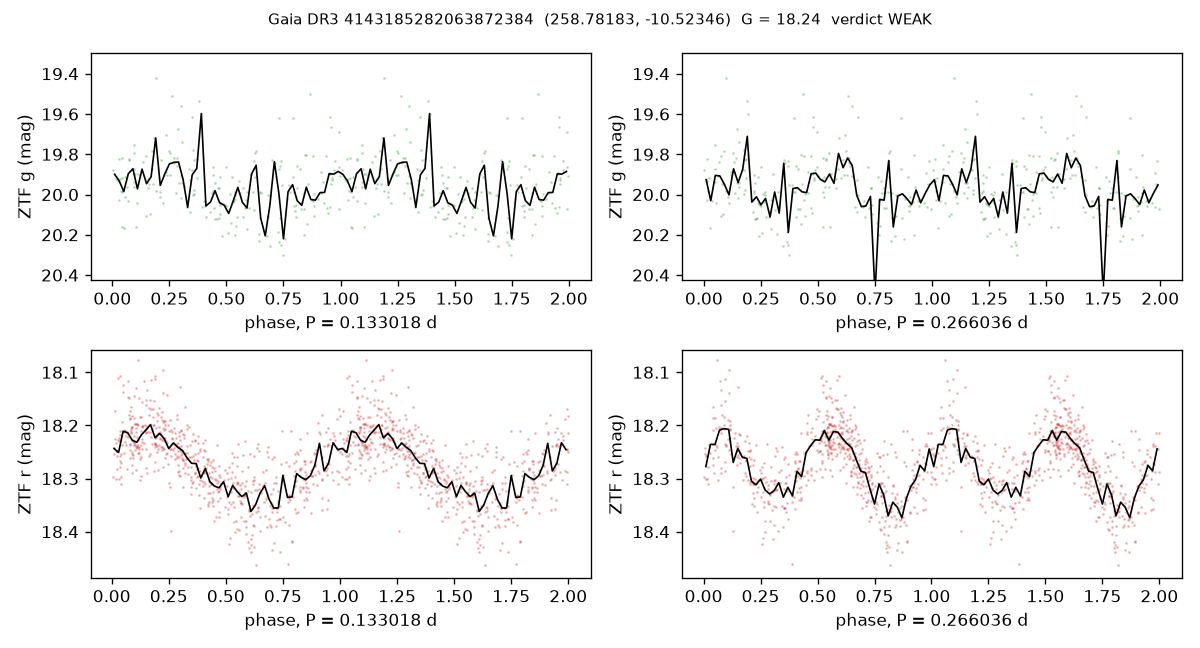 Gaia DR3 4143185282063872384 (258.78183, -10.52346) G = 18.24 verdict WEAK
ZTF g (mag)
19.4
19.6
19.8
20.0
20.2
20.4
0.00 0.25 0.50 0.75 1.00 1.25 1.50 1.75 2.00
phase, P = 0.133018 d
ZTF g (mag)
19.4
19.6
19.8
20.0
20.2
20.4
0.00 0.25 0.50 0.75 1.00 1.25 1.50 1.75 2.00
phase, P = 0.266036 d
ZTF r (mag)
18.1
18.2
18.3
18.4
0.00 0.25 0.50 0.75 1.00 1.25 1.50 1.75 2.00
phase, P = 0.133018 d
ZTF r (mag)
18.1
18.2
18.3
18.4
0.00 0.25 0.50 0.75 1.00 1.25 1.50 1.75 2.00
phase, P = 0.266036 d